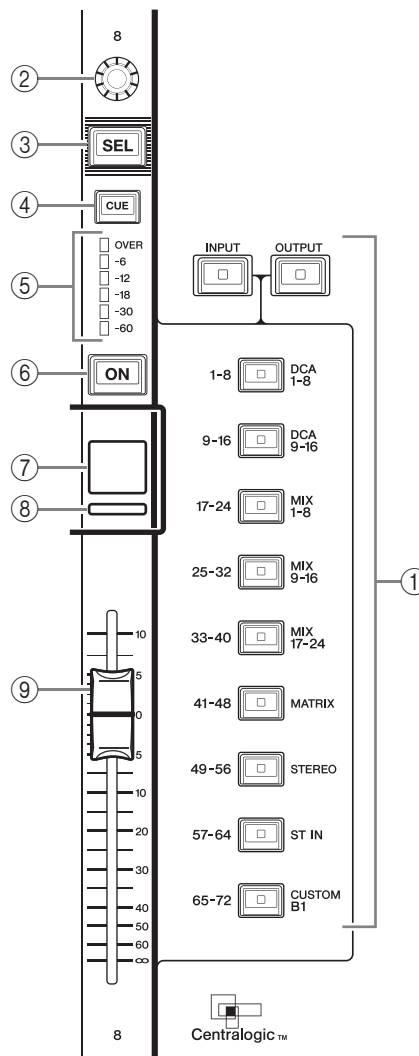 8
②
③ SEL
④ CUE
⑤ OVER
-6
-12
-18
-30
-60
⑥ ON
⑦
⑧
⑨
10
5
0
5
10
20
30
40
50
60
∞
8
INPUT OUTPUT
1-8 DCA 1-8
9-16 DCA 9-16
17-24 MIX 1-8
25-32 MIX 9-16
33-40 MIX 17-24
41-48 MATRIX
49-56 STEREO
57-64 ST IN
65-72 CUSTOM B1
①
Centralogic ™